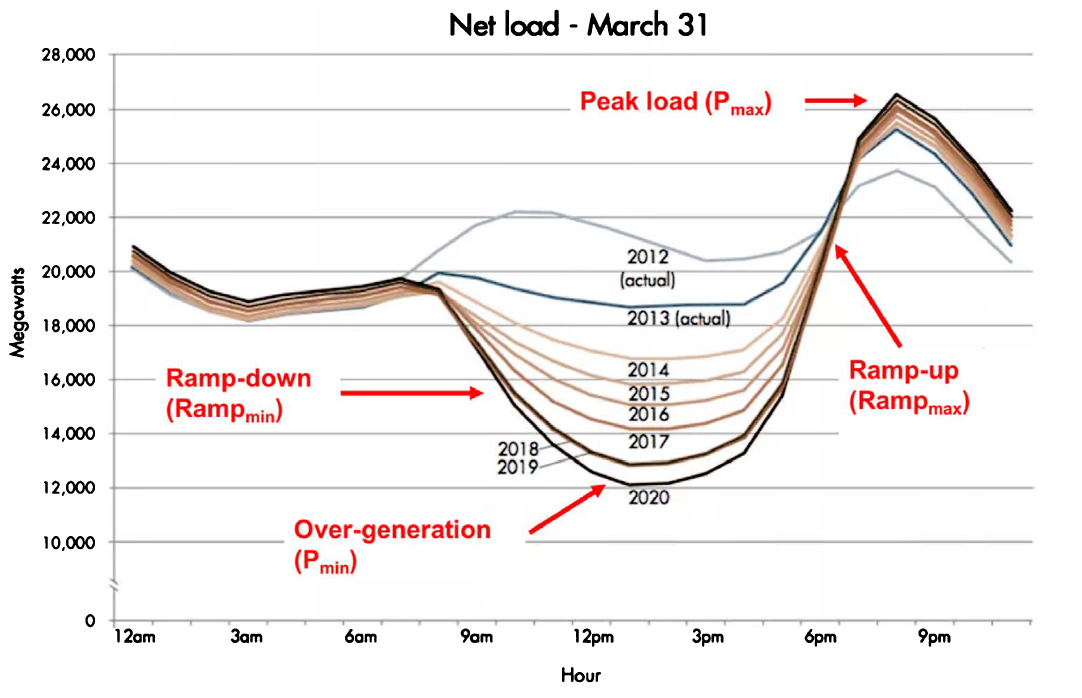 Net load - March 31
28,000
26,000
24,000
22,000
20,000
18,000
16,000
14,000
12,000
10,000
0
Megawatts
Peak load (Pmax)
2012
(actual)
2013 (actual)
2014
2015
2016
2017
2018
2019
2020
Ramp-down
(Rampmin)
Ramp-up
(Rampmax)
Over-generation
(Pmin)
12am 3am 6am 9am 12pm 3pm 6pm 9pm
Hour